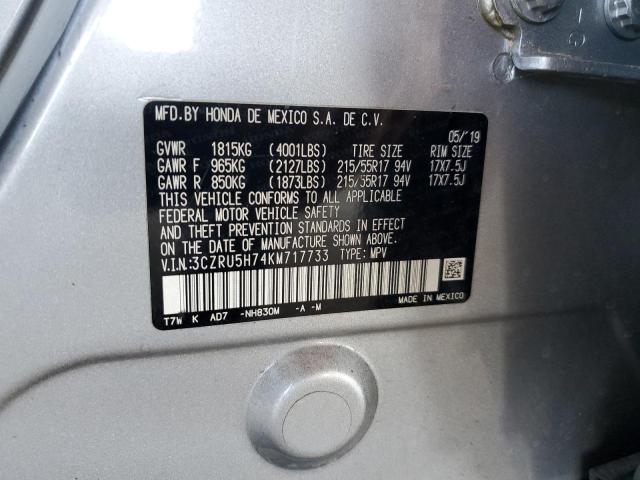 MFD.BY HONDA DE MEXICO S.A. DE C.V.
05/'19
GVWR 1815KG (4001LBS) TIRE SIZE RIM SIZE
GAWR F 965KG (2127LBS) 215/55R17 94V 17X7.5J
GAWR R 850KG (1873LBS) 215/55R17 94V 17X7.5J
THIS VEHICLE CONFORMS TO ALL APPLICABLE
FEDERAL MOTOR VEHICLE SAFETY
AND THEFT PREVENTION STANDARDS IN EFFECT
ON THE DATE OF MANUFACTURE SHOWN ABOVE.
V.I.N:3CZRU5H74KM717733 TYPE: MPV
T7W K AD7 -NH830M -A -M
MADE IN MEXICO